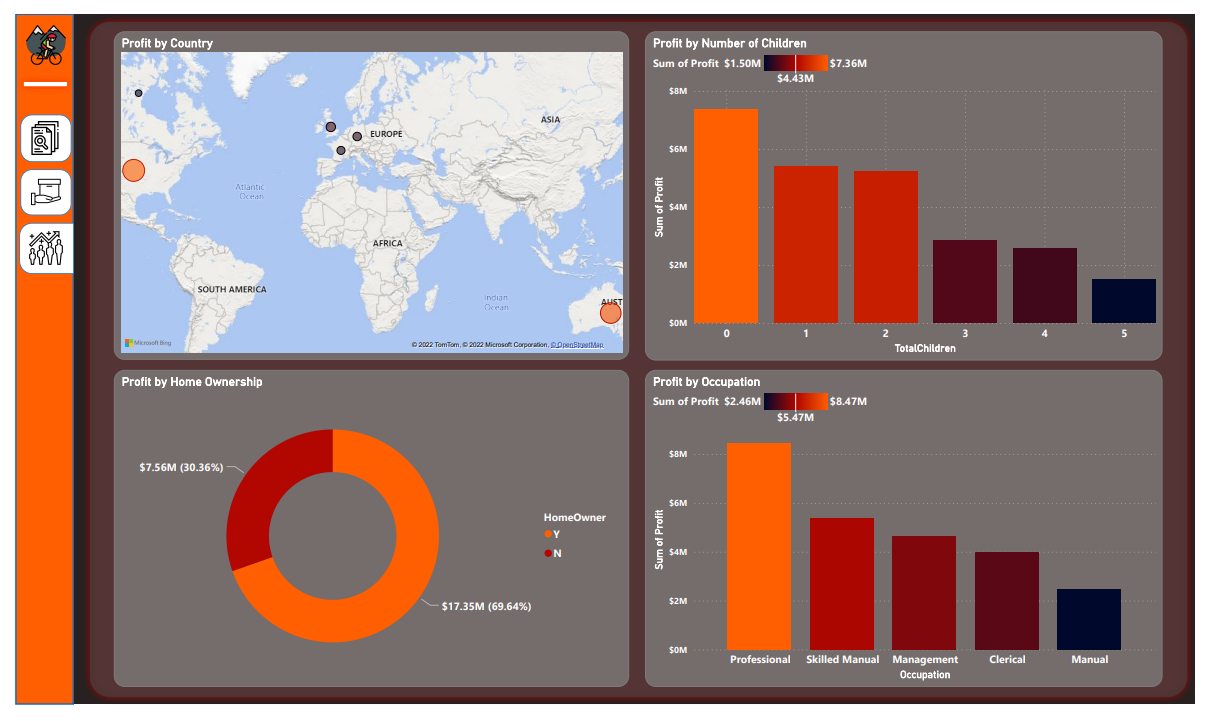 Profit by Country
EUROPE
ASIA
Atlantic
Ocean
AFRICA
SOUTH AMERICA
Indian
Ocean
AUST
Microsoft Bing
© 2022 TomTom, © 2022 Microsoft Corporation, © OpenStreetMap
Profit by Number of Children
Sum of Profit $1.50M $7.36M
$4.43M
$8M
$6M
$4M
$2M
$0M
Sum of Profit
0 1 2 3 4 5
TotalChildren
Profit by Home Ownership
$7.56M (30.36%)
$17.35M (69.64%)
HomeOwner
Y
N
Profit by Occupation
Sum of Profit $2.46M $8.47M
$5.47M
$8M
$6M
$4M
$2M
$0M
Sum of Profit
Professional Skilled Manual Management Clerical Manual
Occupation